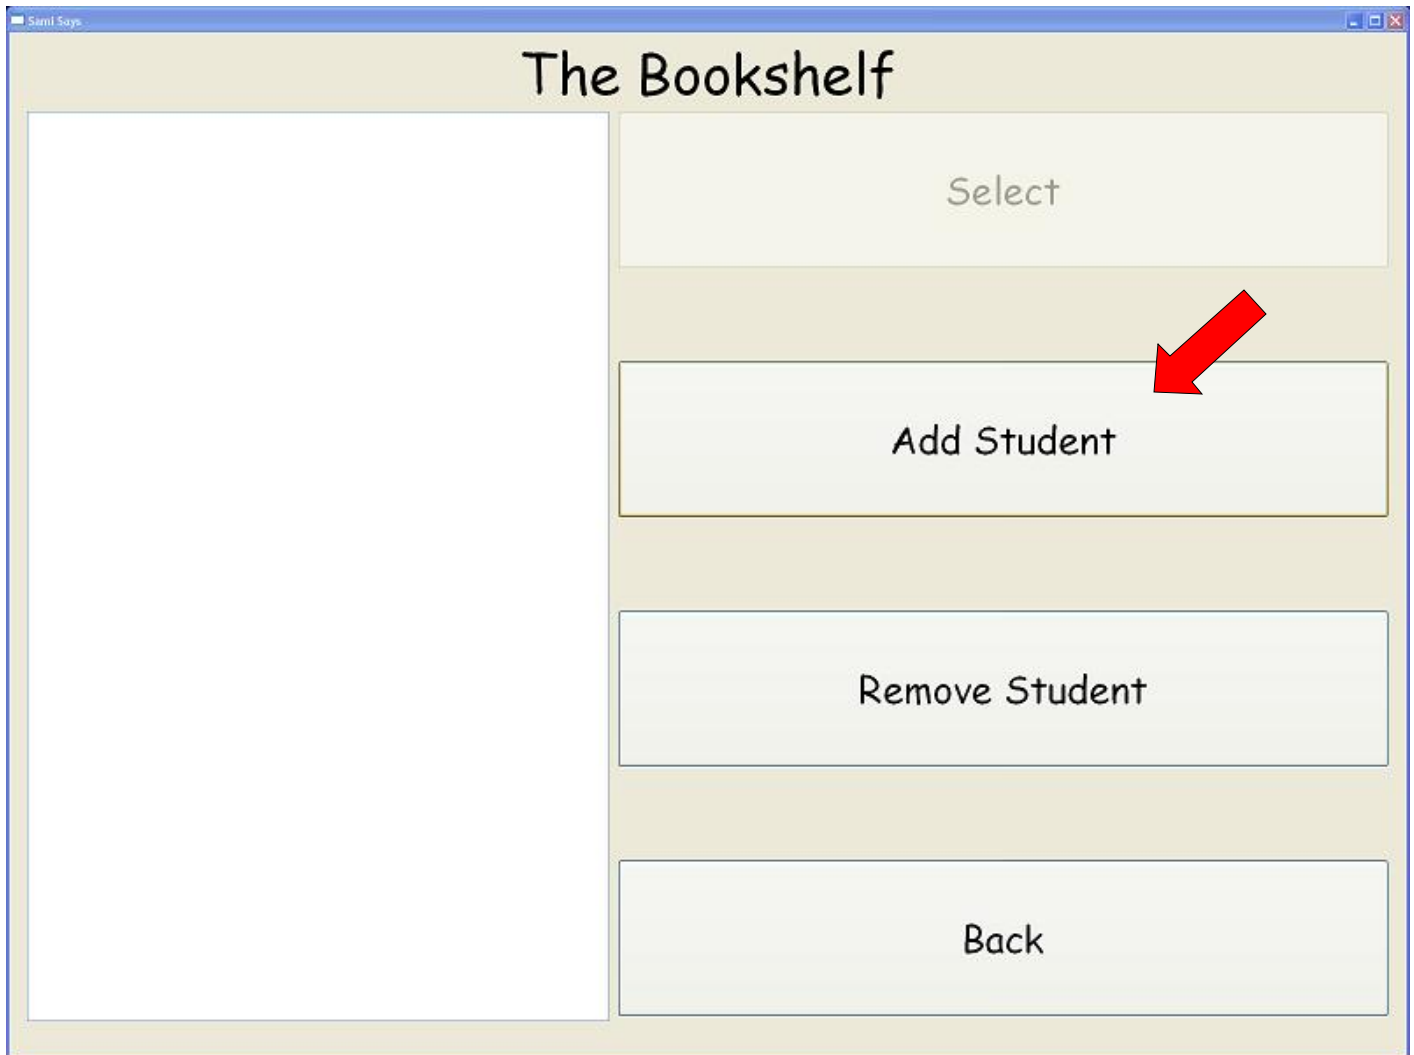 Sami Says
The Bookshelf
Select
Add Student
Remove Student
Back